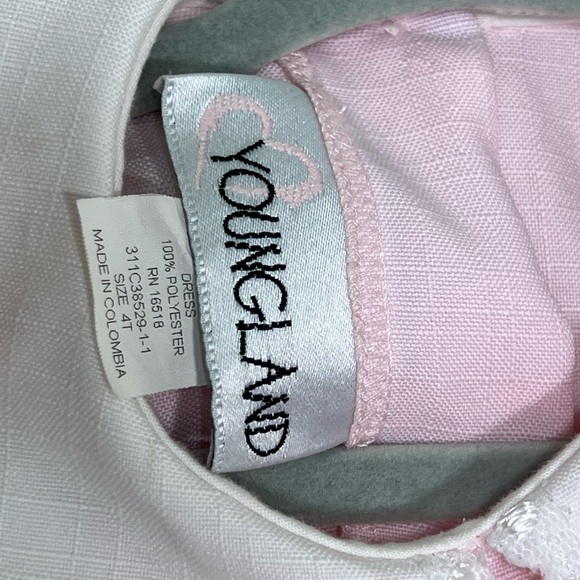 YOUNGLAND
DRESS
100% POLYESTER
RN 16518
311C38529-1-1
SIZE 4T
MADE IN COLOMBIA